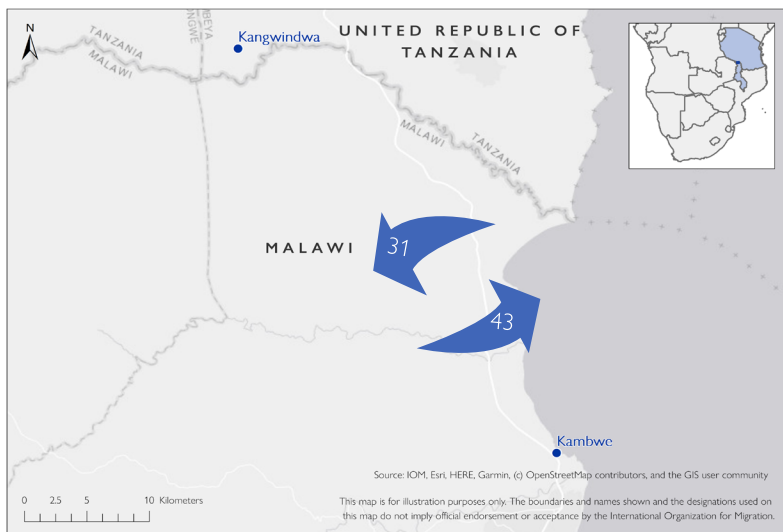 N
TANZANIA
MALAWI
MBEYA
SONGWE
Kangwindwa
UNITED REPUBLIC OF
TANZANIA
MALAWI
TANZANIA
MALAWI
31
43
Kambwe
Source: IOM, Esri, HERE, Garmin, (c) OpenStreetMap contributors, and the GIS user community
0 2.5 5 10 Kilometers
This map is for illustration purposes only. The boundaries and names shown and the designations used on
this map do not imply official endorsement or acceptance by the International Organization for Migration.